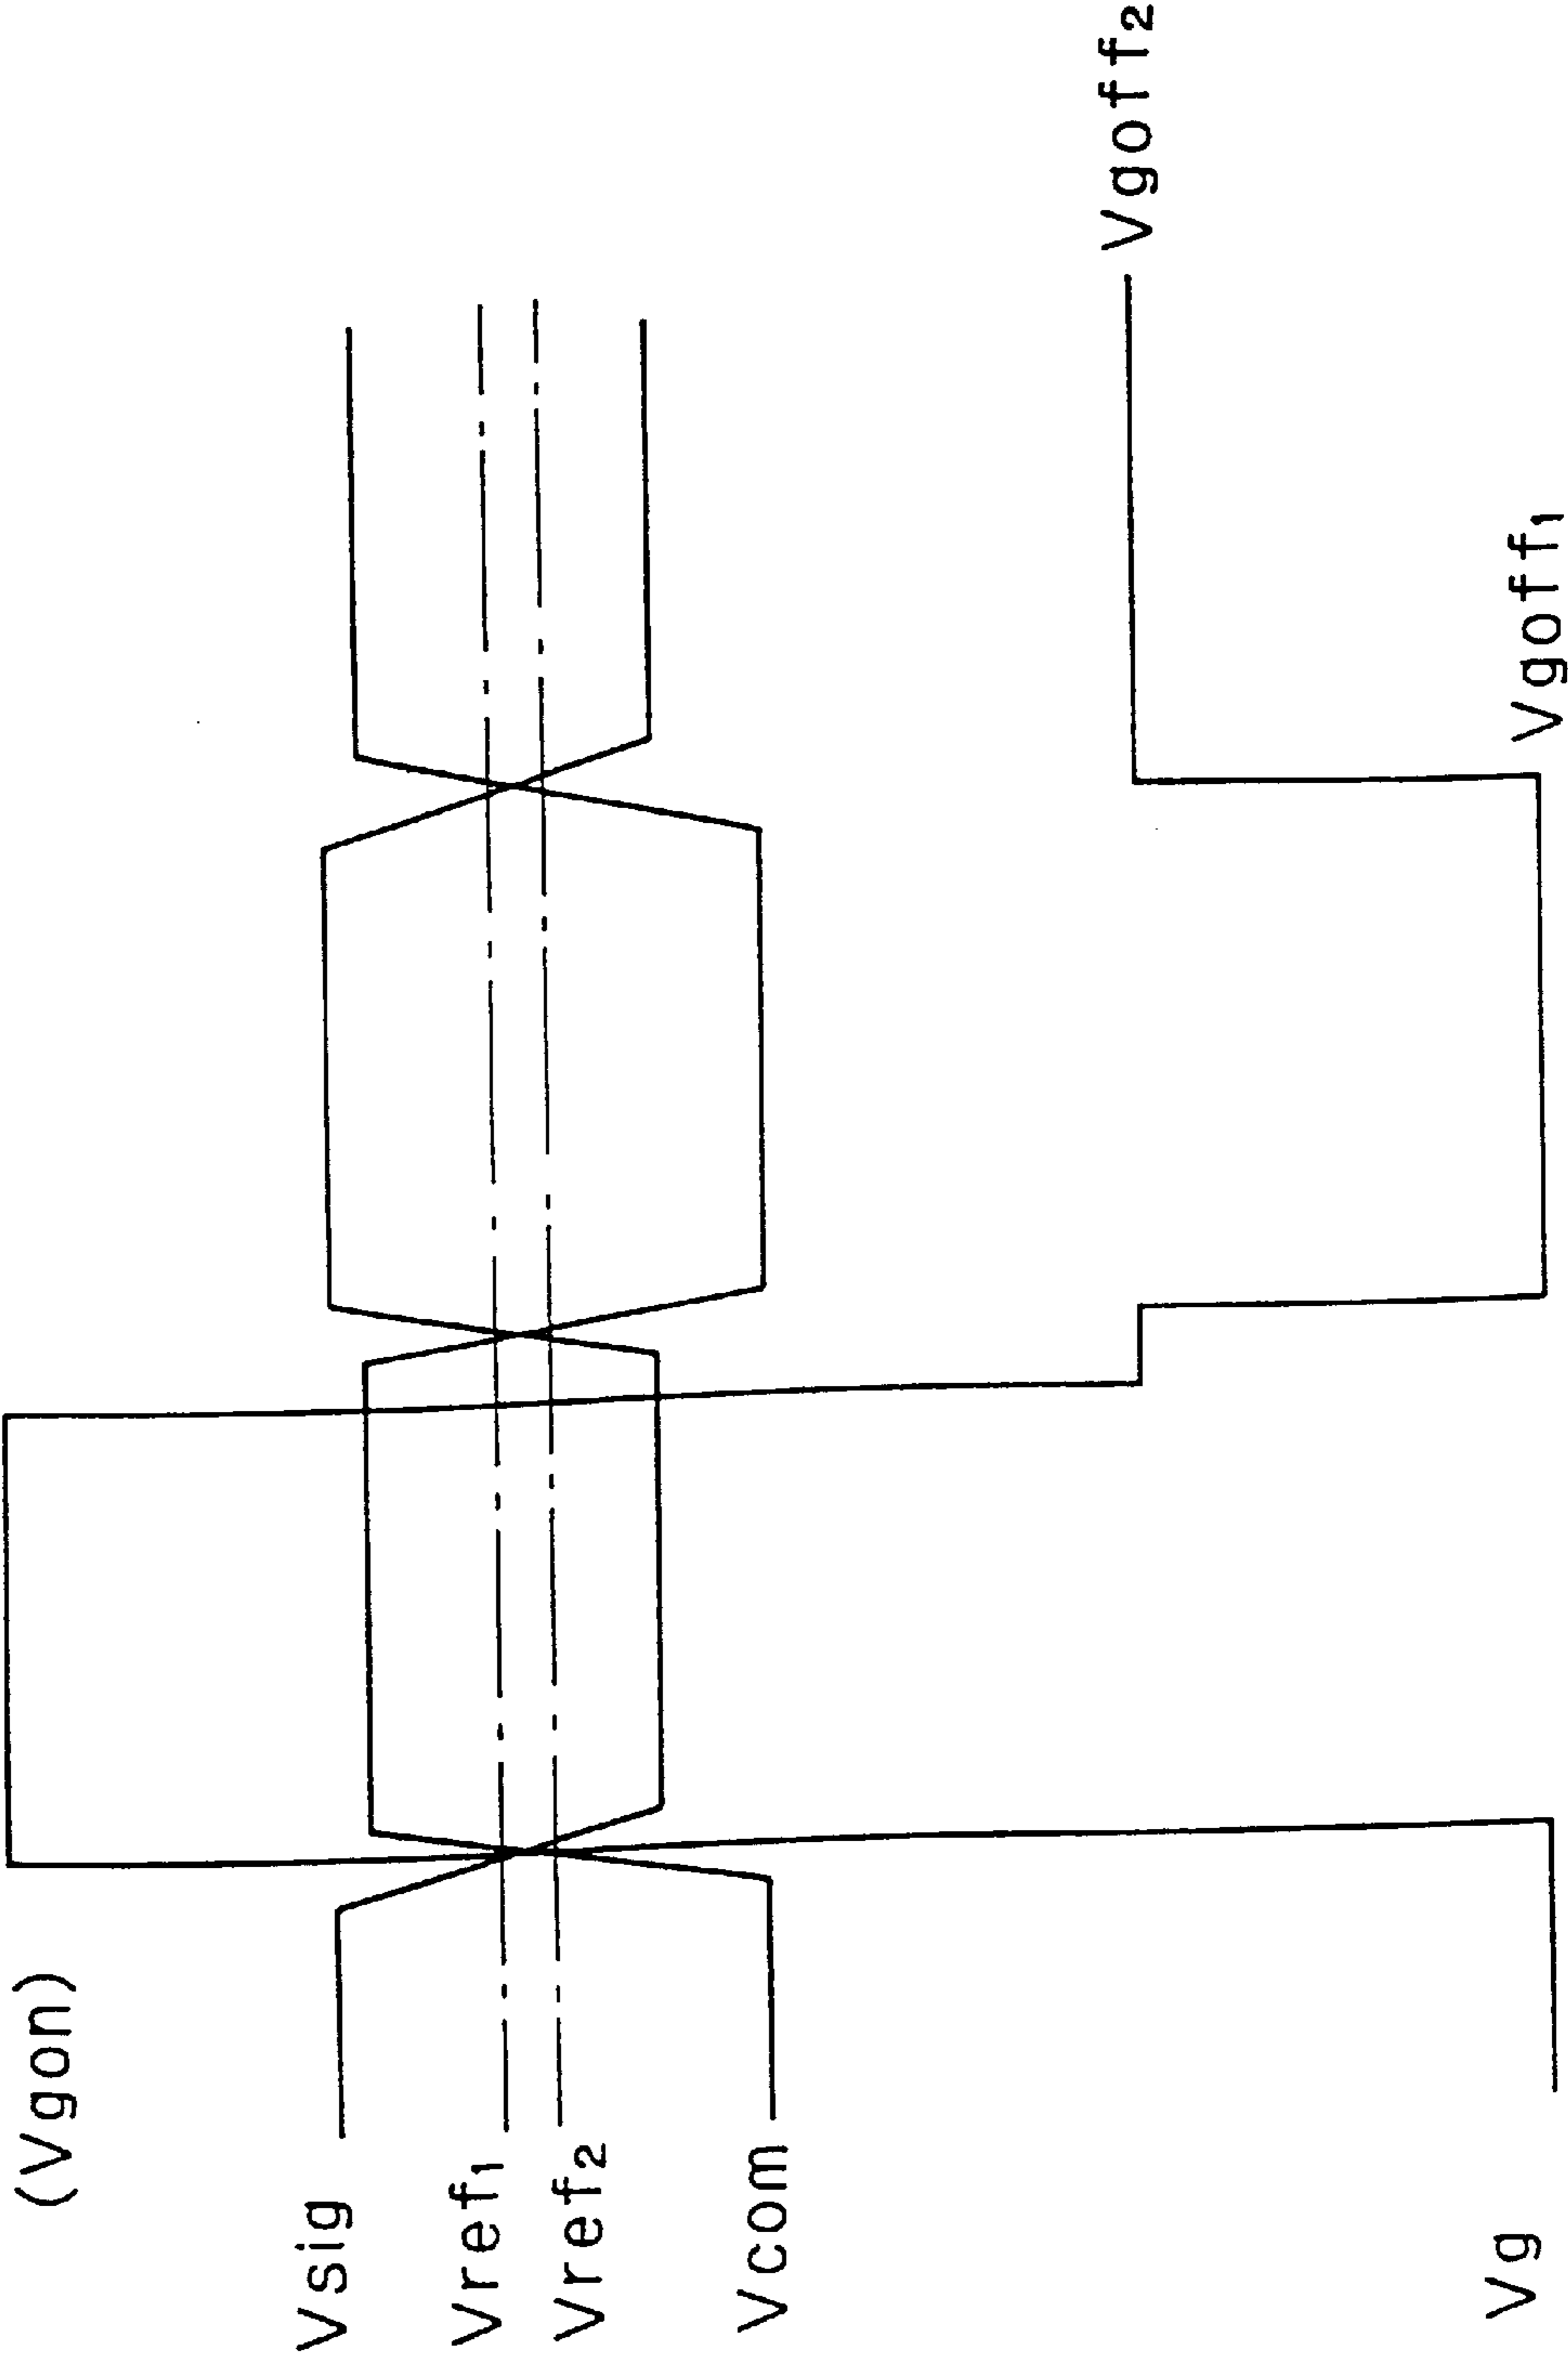 (Vgon)
Vsig
Vref₁
Vref₂
Vcom
Vg
Vgoff₂
Vgoff₁